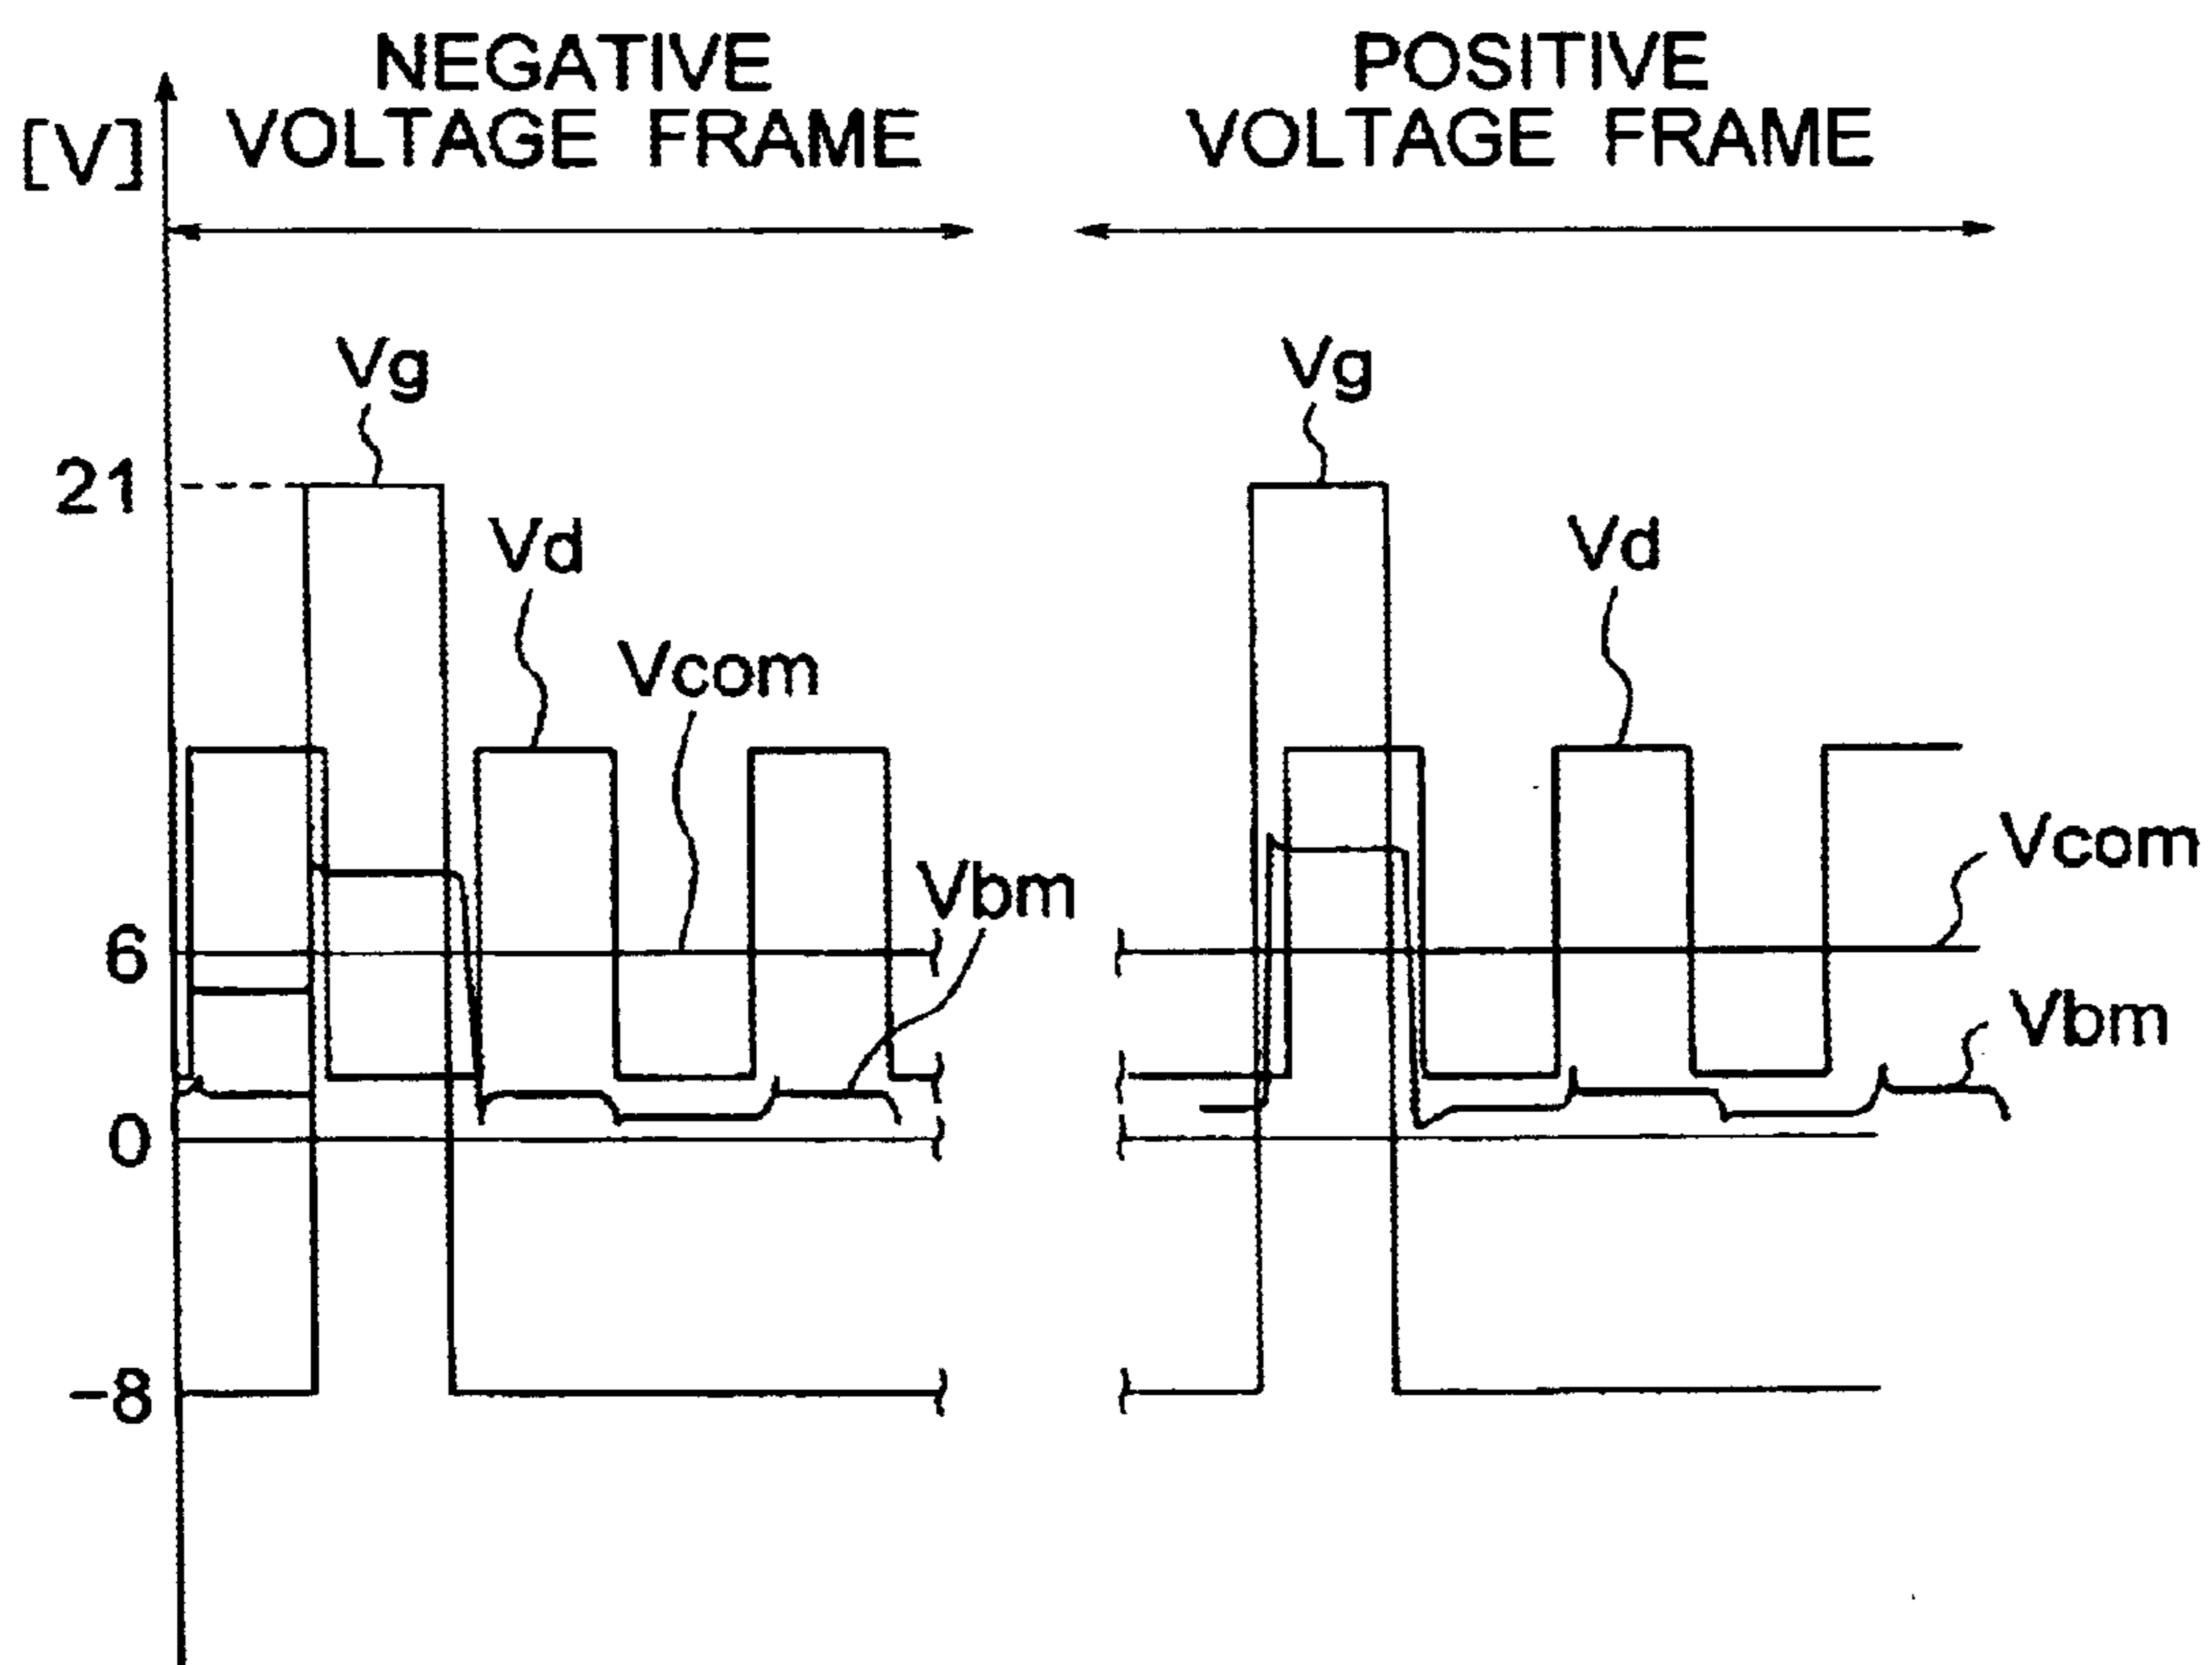 NEGATIVE
VOLTAGE FRAME
POSITIVE
VOLTAGE FRAME
[V]
Vg
Vg
21
Vd
Vd
Vcom
Vcom
Vbm
6
Vbm
0
−8